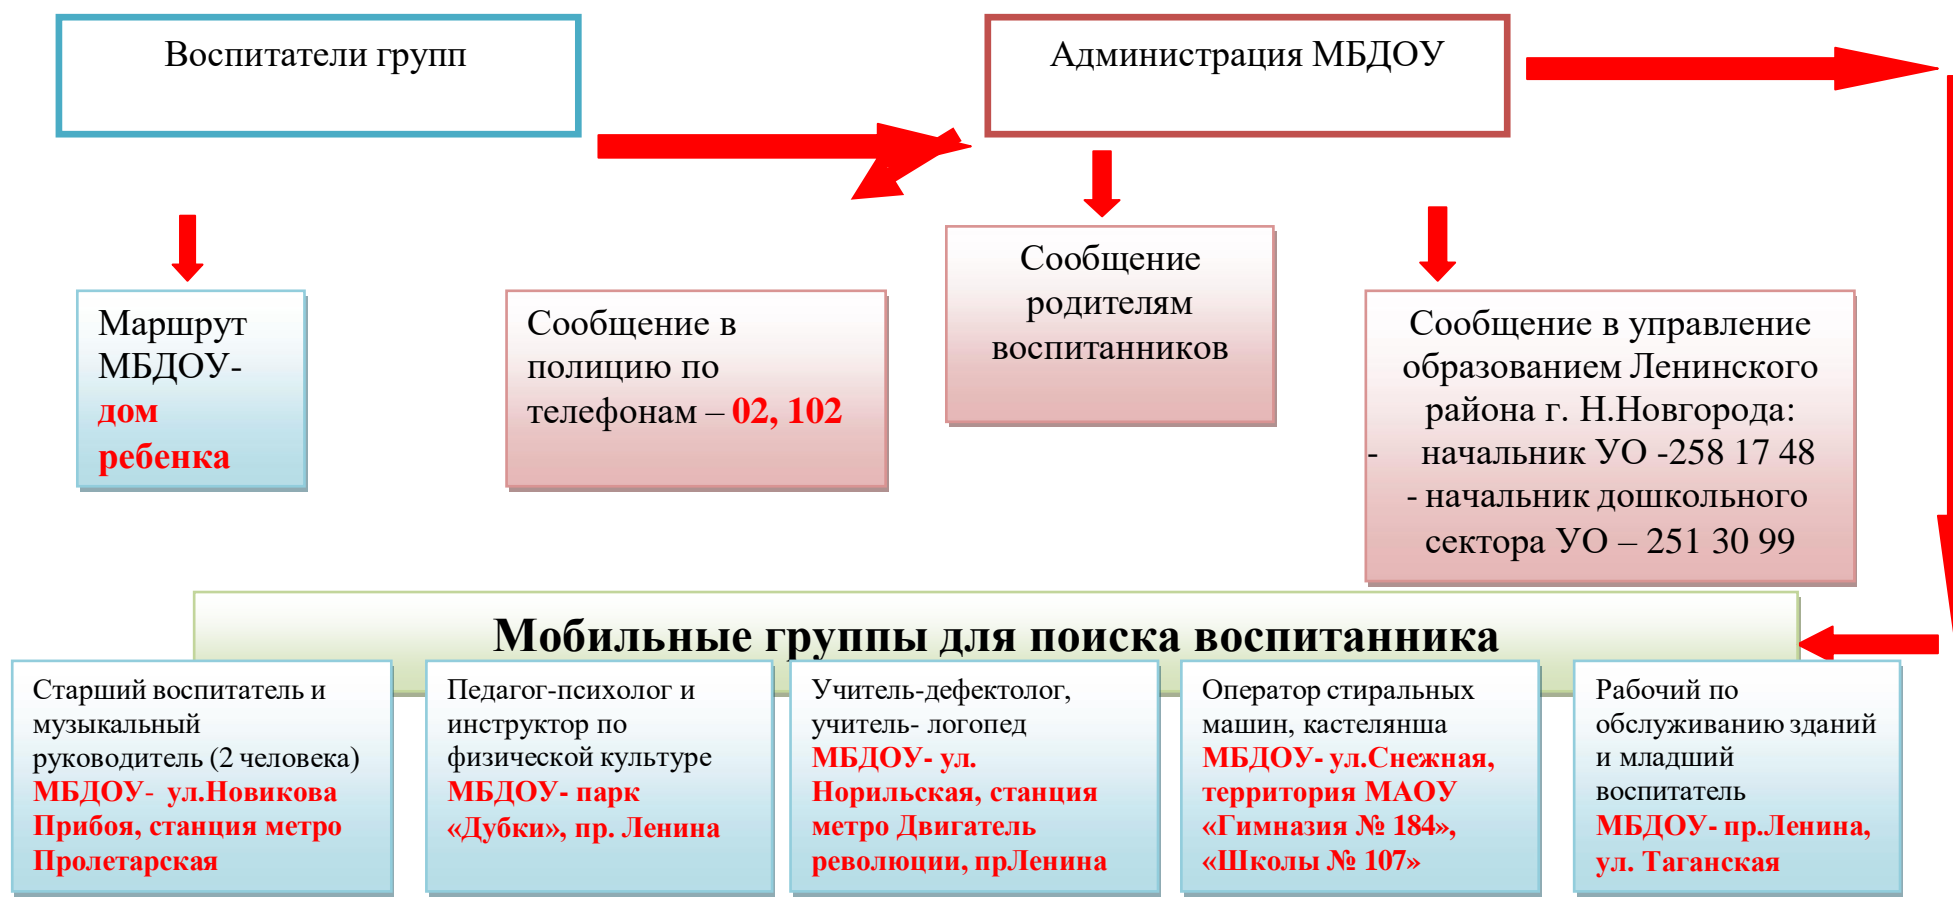 Воспитатели групп
Администрация МБДОУ
Маршрут
МБДОУ-
дом
ребенка
Сообщение в
полицию по
телефонам – 02, 102
Сообщение
родителям
воспитанников
Сообщение в управление
образованием Ленинского
района г. Н.Новгорода:
- начальник УО -258 17 48
- начальник дошкольного
сектора УО – 251 30 99
Мобильные группы для поиска воспитанника
Старший воспитатель и
музыкальный
руководитель (2 человека)
МБДОУ- ул.Новикова
Прибоя, станция метро
Пролетарская
Педагог-психолог и
инструктор по
физической культуре
МБДОУ- парк
«Дубки», пр. Ленина
Учитель-дефектолог,
учитель- логопед
МБДОУ- ул.
Норильская, станция
метро Двигатель
революции, прЛенина
Оператор стиральных
машин, кастелянша
МБДОУ- ул.Снежная,
территория МАОУ
«Гимназия № 184»,
«Школы № 107»
Рабочий по
обслуживанию зданий
и младший
воспитатель
МБДОУ- пр.Ленина,
ул. Таганская